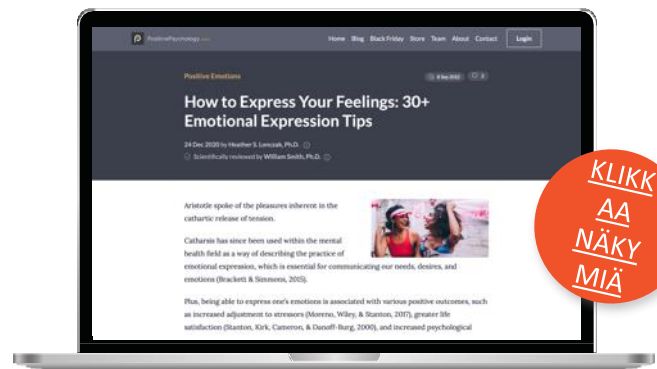 PositivePsychology.com
Home Blog Black Friday Store Team About Contact Login
Positive Emotions
6 Sep 2022 2
How to Express Your Feelings: 30+
Emotional Expression Tips
24 Dec 2020 by Heather S. Lonczak, Ph.D.
Scientifically reviewed by William Smith, Ph.D.
Aristotle spoke of the pleasures inherent in the
cathartic release of tension.
Catharsis has since been used within the mental
health field as a way of describing the practice of
emotional expression, which is essential for communicating our needs, desires, and
emotions (Brackett & Simmons, 2015).
Plus, being able to express one's emotions is associated with various positive outcomes, such
as increased adjustment to stressors (Moreno, Wiley, & Stanton, 2017), greater life
satisfaction (Stanton, Kirk, Cameron, & Danoff-Burg, 2000), and increased psychological
KLIKK
AA
NÄKY
MIÄ